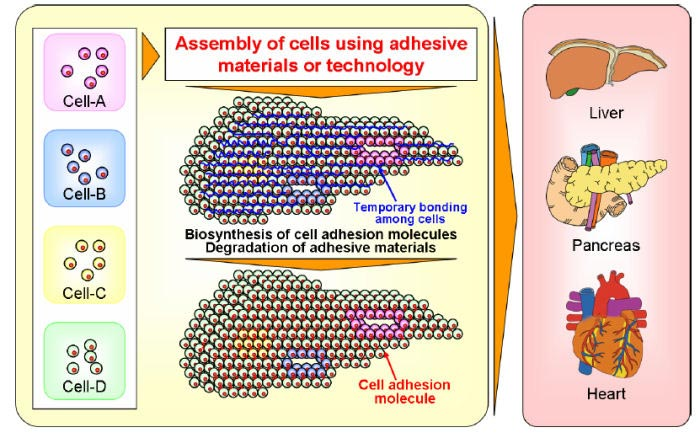 Assembly of cells using adhesive
materials or technology
Cell-A
Cell-B
Cell-C
Cell-D
Temporary bonding
among cells
Biosynthesis of cell adhesion molecules
Degradation of adhesive materials
Cell adhesion
molecule
Liver
Pancreas
Heart